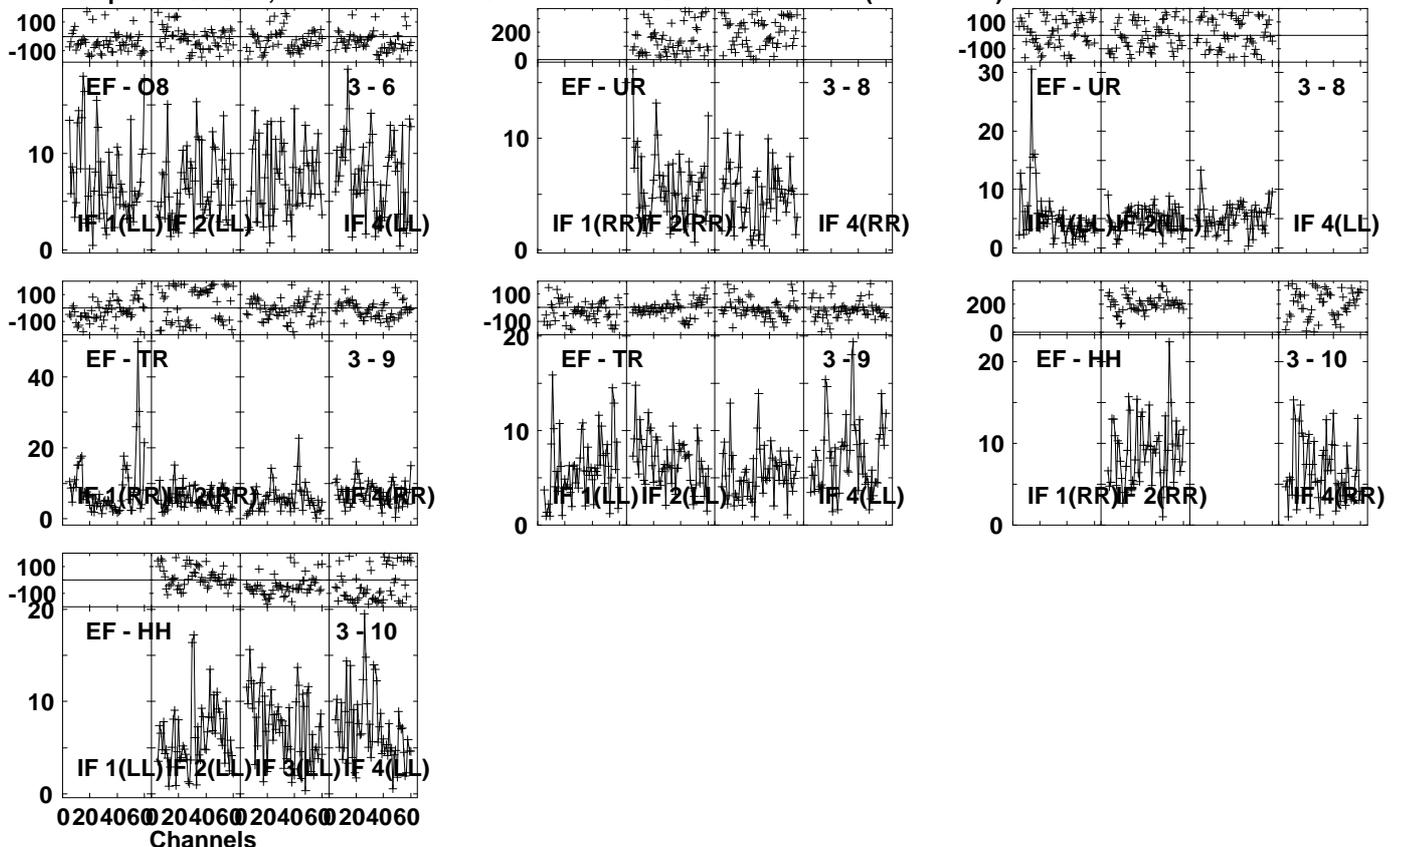 100
-100
EF - O8
3 - 6
10
IF 1(LL)
IF 2(LL)
IF 4(LL)
0
200
0
EF - UR
3 - 8
10
IF 1(RR)
IF 2(RR)
IF 4(RR)
0
100
-100
30
EF - UR
3 - 8
20
10
IF 1(LL)
IF 2(LL)
IF 4(LL)
0
100
-100
EF - TR
3 - 9
40
20
IF 1(RR)
IF 2(RR)
IF 4(RR)
0
100
-100
20
EF - TR
3 - 9
10
IF 1(LL)
IF 2(LL)
IF 4(LL)
0
200
0
EF - HH
3 - 10
20
10
IF 1(RR)
IF 2(RR)
IF 4(RR)
0
100
-100
20
EF - HH
3 - 10
10
IF 1(LL)
IF 2(LL)
IF 3(LL)
IF 4(LL)
0
0 20 40 60 0 20 40 60 0 20 40 60 0 20 40 60
Channels